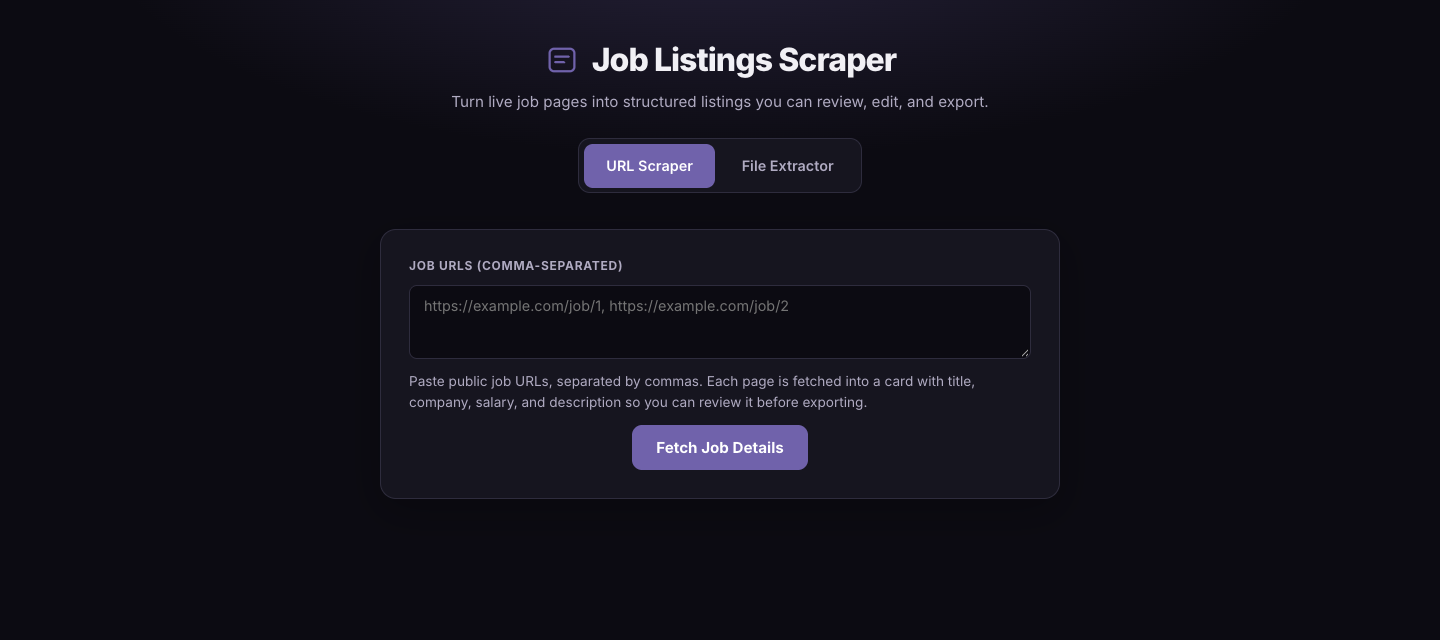 Job Listings Scraper
Turn live job pages into structured listings you can review, edit, and export.
URL Scraper
File Extractor
JOB URLS (COMMA-SEPARATED)
https://example.com/job/1, https://example.com/job/2
Paste public job URLs, separated by commas. Each page is fetched into a card with title,
company, salary, and description so you can review it before exporting.
Fetch Job Details